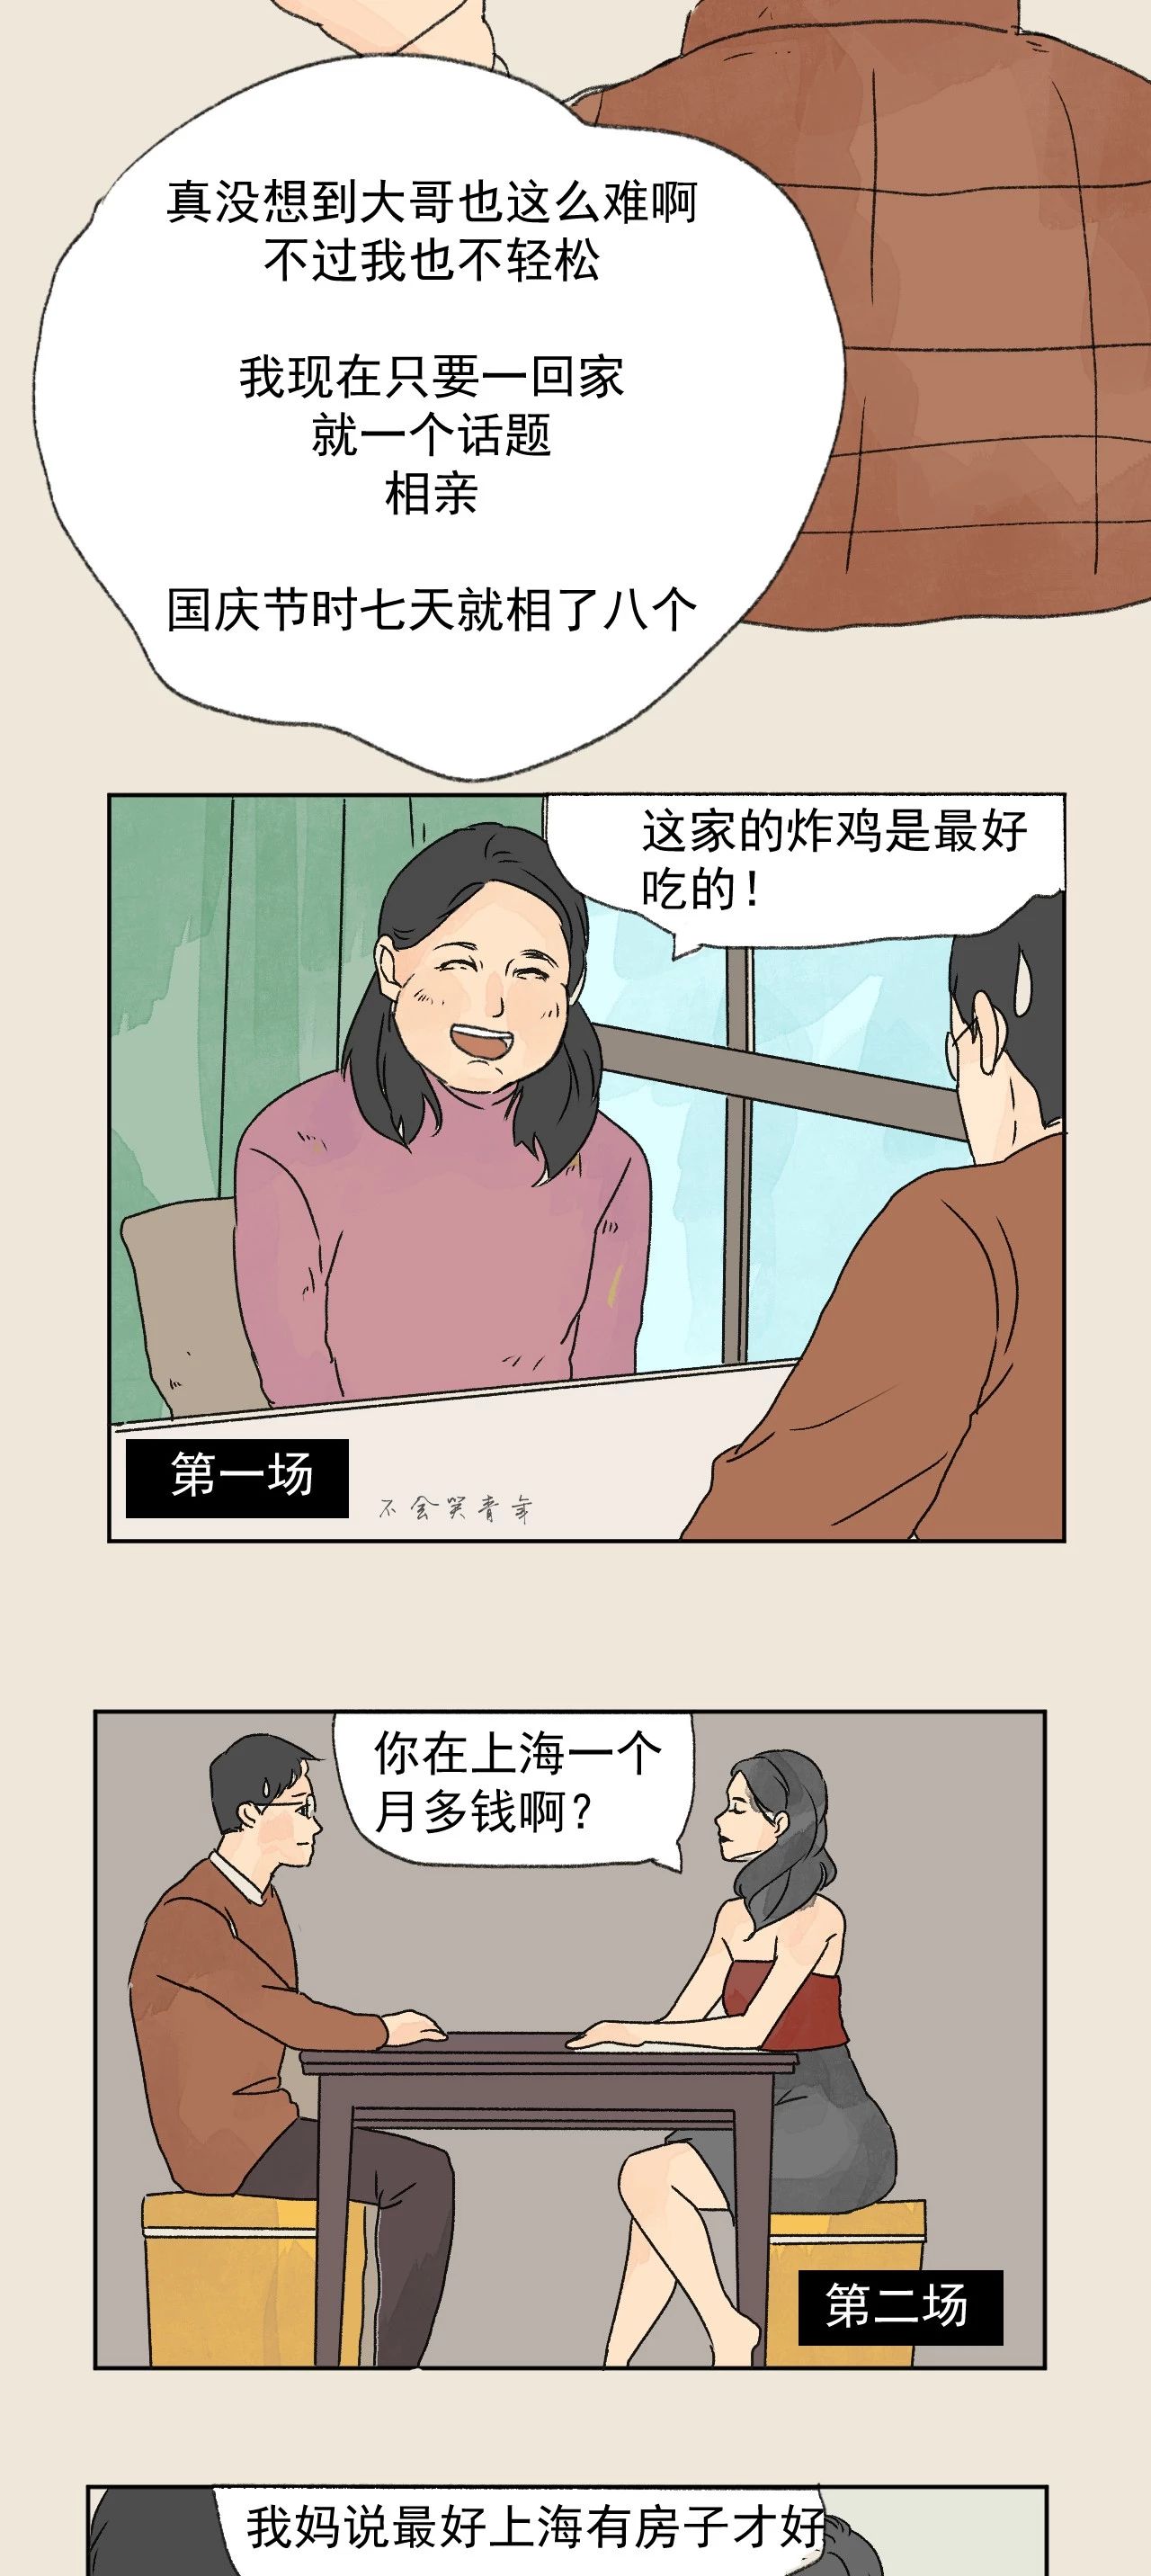 真没想到大哥也这么难啊
不过我也不轻松
我现在只要一回家
就一个话题
相亲
国庆节时七天就相了八个
这家的炸鸡是最好
吃的！
第一场
不会笑青年
你在上海一个
月多钱啊？
第二场
我妈说最好上海有房子才好